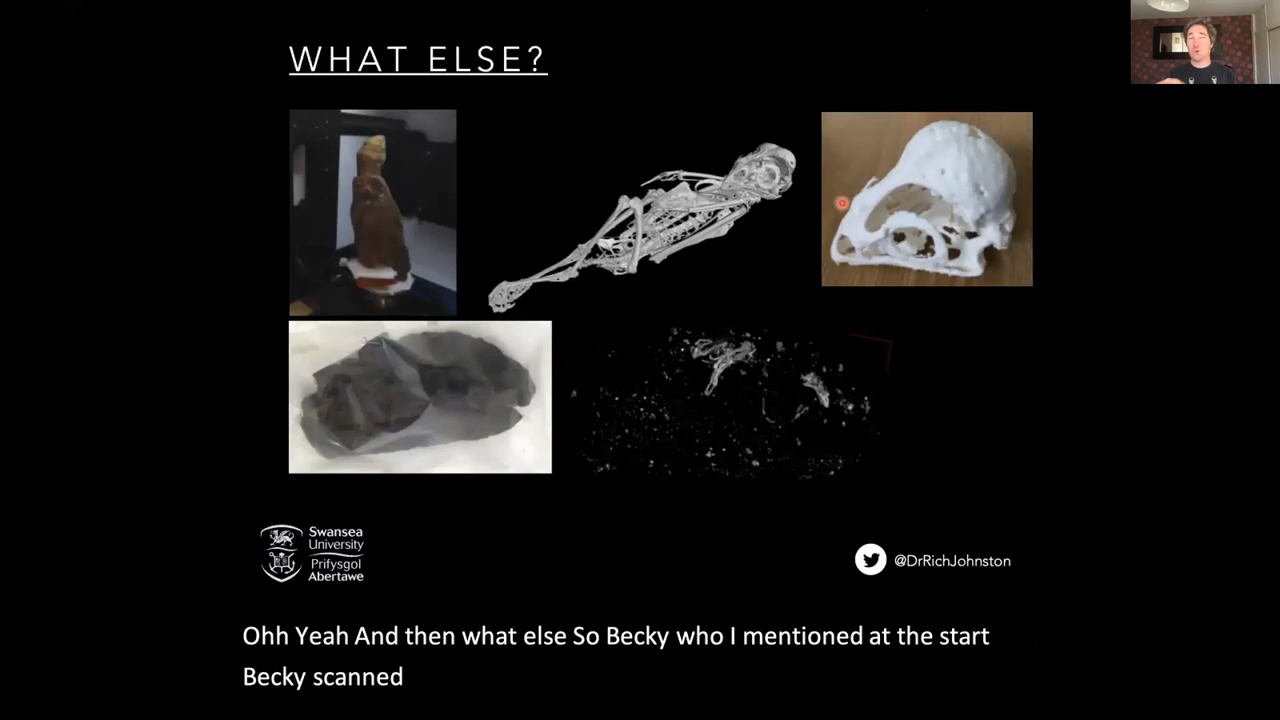 WHAT ELSE?
Swansea
University
Prifysgol
Abertawe
@DrRichJohnston
Ohh Yeah And then what else So Becky who I mentioned at the start
Becky scanned